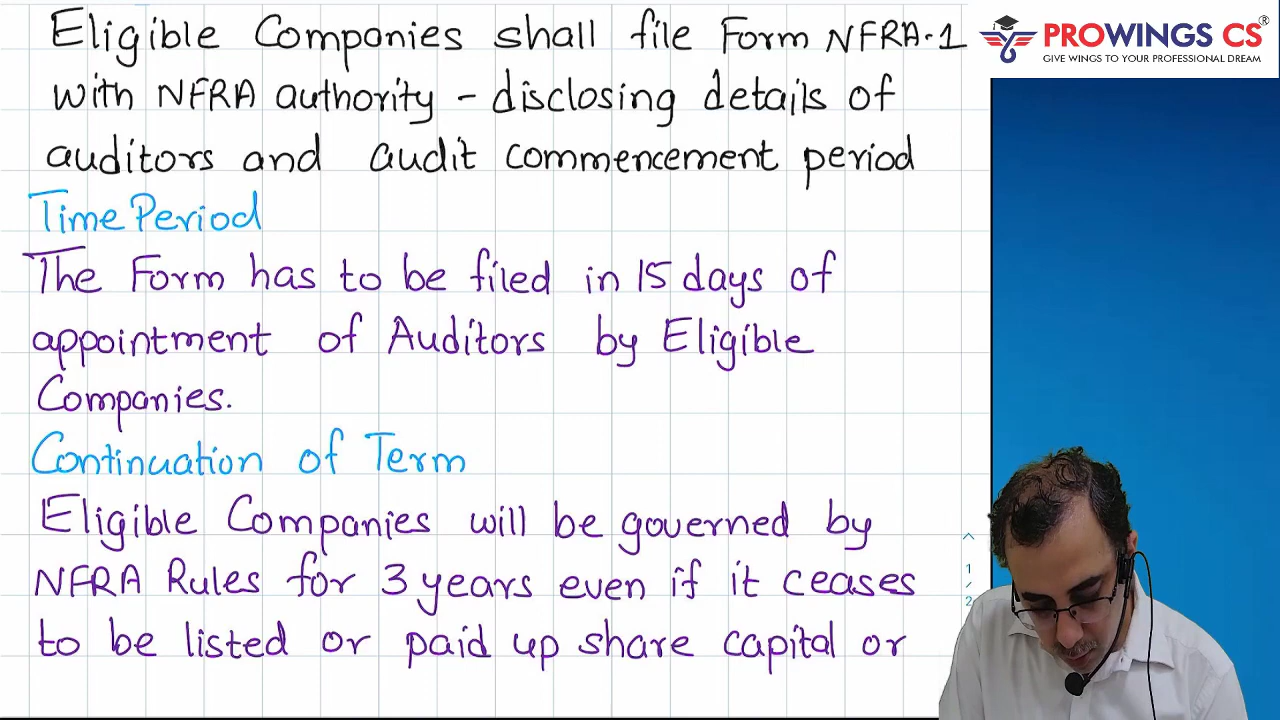 Eligible Companies shall file Form NFRA-1
with NFRA authority - disclosing details of
auditors and audit commencement period
Time Period
The Form has to be filed in 15 days of
appointment of Auditors by Eligible
Companies.
Continuation of Term
Eligible Companies will be governed by
NFRA Rules for 3 years even if it ceases
to be listed or paid up share capital or
PROWINGS CS®
GIVE WINGS TO YOUR PROFESSIONAL DREAM
1
/
2